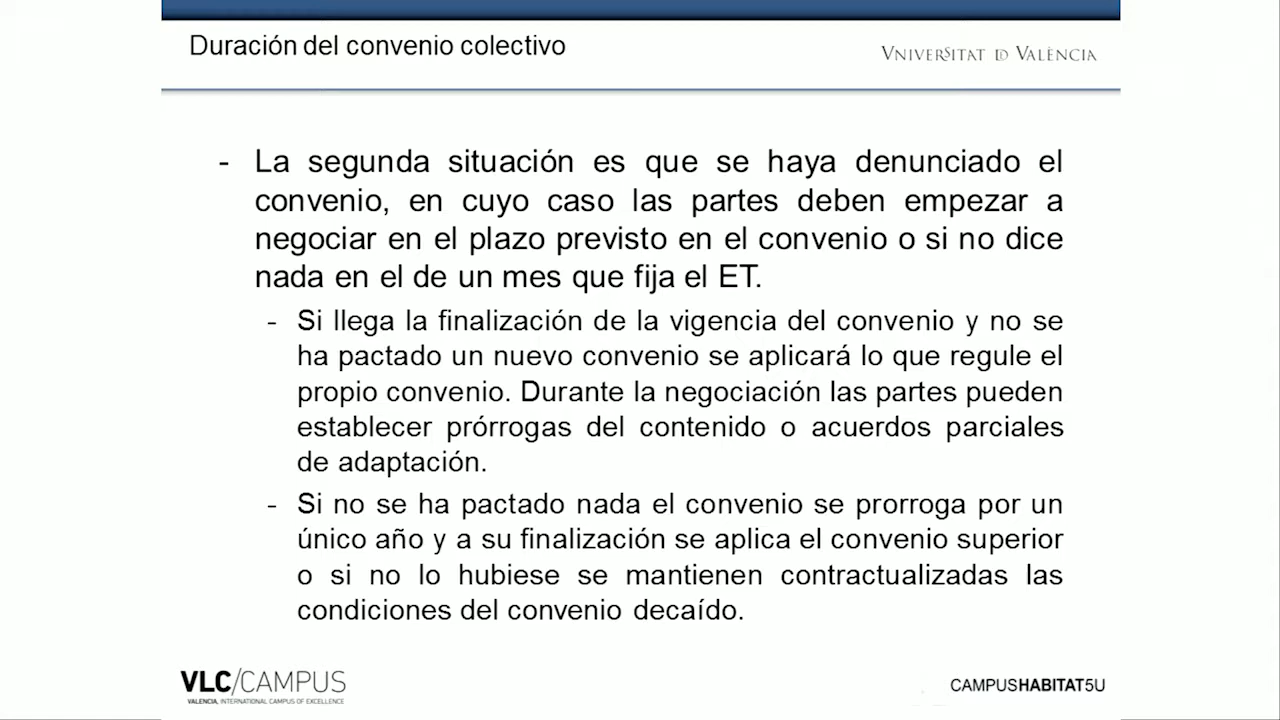 Duración del convenio colectivo
VNIVERSITAT D VALÈNCIA
- La segunda situación es que se haya denunciado el
convenio, en cuyo caso las partes deben empezar a
negociar en el plazo previsto en el convenio o si no dice
nada en el de un mes que fija el ET.
- Si llega la finalización de la vigencia del convenio y no se
ha pactado un nuevo convenio se aplicará lo que regule el
propio convenio. Durante la negociación las partes pueden
establecer prórrogas del contenido o acuerdos parciales
de adaptación.
- Si no se ha pactado nada el convenio se prorroga por un
único año y a su finalización se aplica el convenio superior
o si no lo hubiese se mantienen contractualizadas las
condiciones del convenio decaído.
VLC/CAMPUS
VALENCIA, INTERNATIONAL CAMPUS OF EXCELLENCE
CAMPUSHABITAT5U